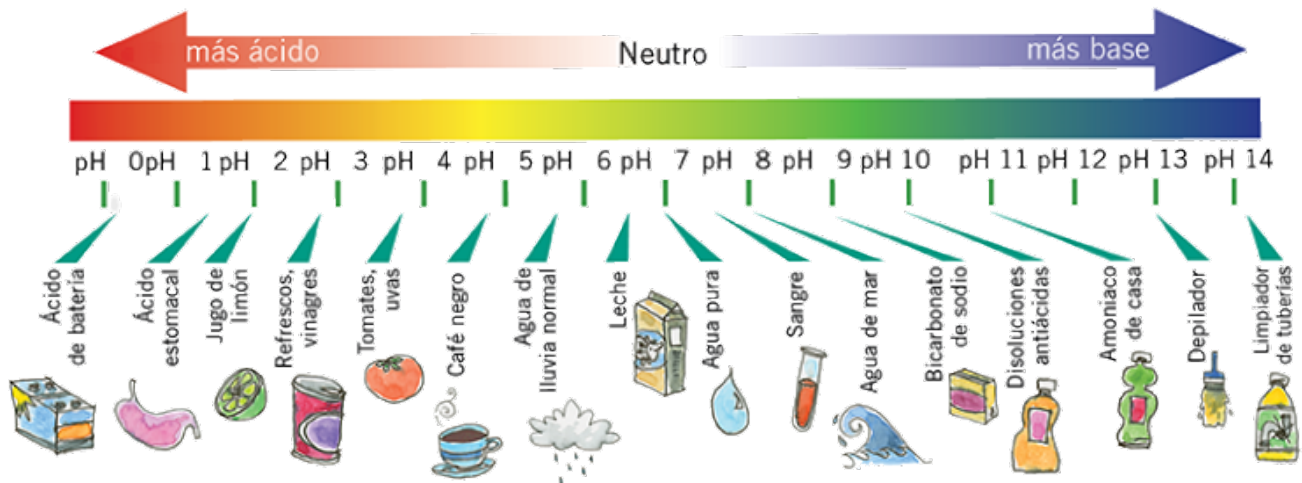 más ácido
Neutro
más base
pH 0pH 1 pH 2 pH 3 pH 4 pH 5 pH 6 pH 7 pH 8 pH 9 pH 10 pH 11 pH 12 pH 13 pH 14
Ácido
de batería
Ácido
estomacal
Jugo de
limón
Refrescos,
vinagres
Tomates,
uvas
Café negro
Agua de
lluvia normal
Leche
Agua pura
Sangre
Agua de mar
Bicarbonato
de sodio
Disoluciones
antiácidas
Amoniaco
de casa
Depilador
Limpiador
de tuberías